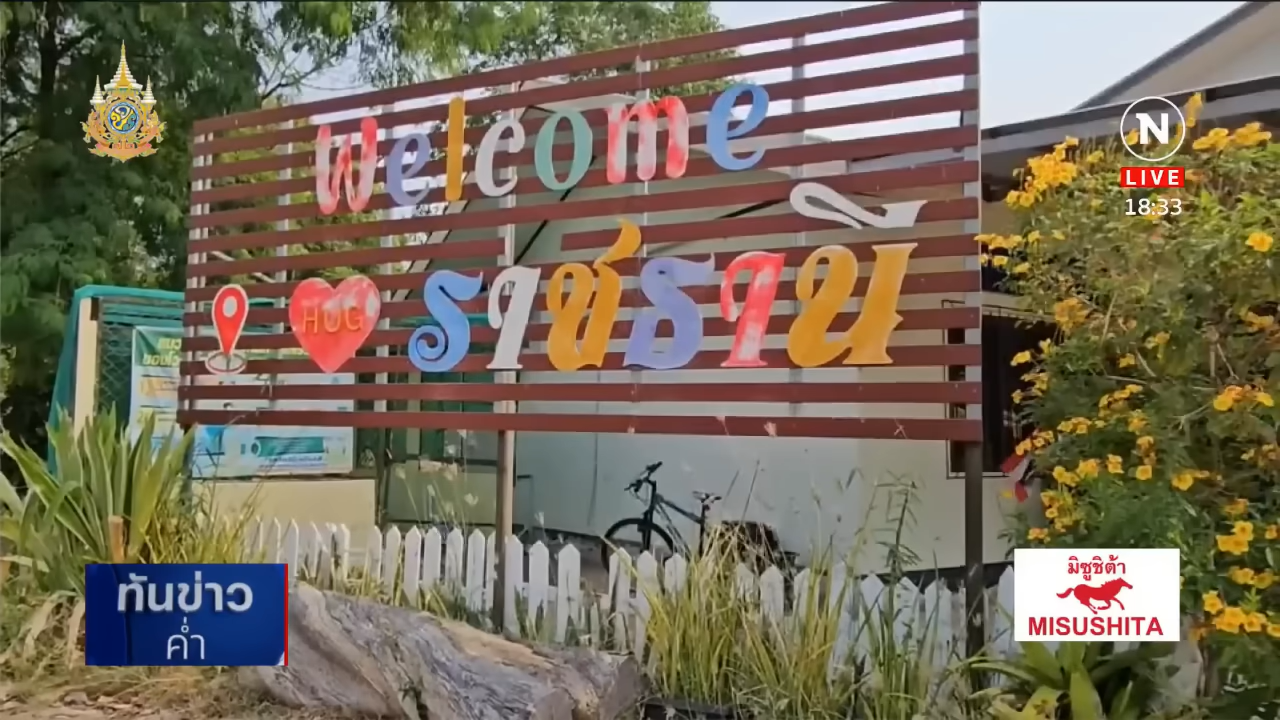 Welcome
HUG ราชธานี
N
LIVE
18:33
ทันข่าว
ค่ำ
มิซูชิต้า
MISUSHITA